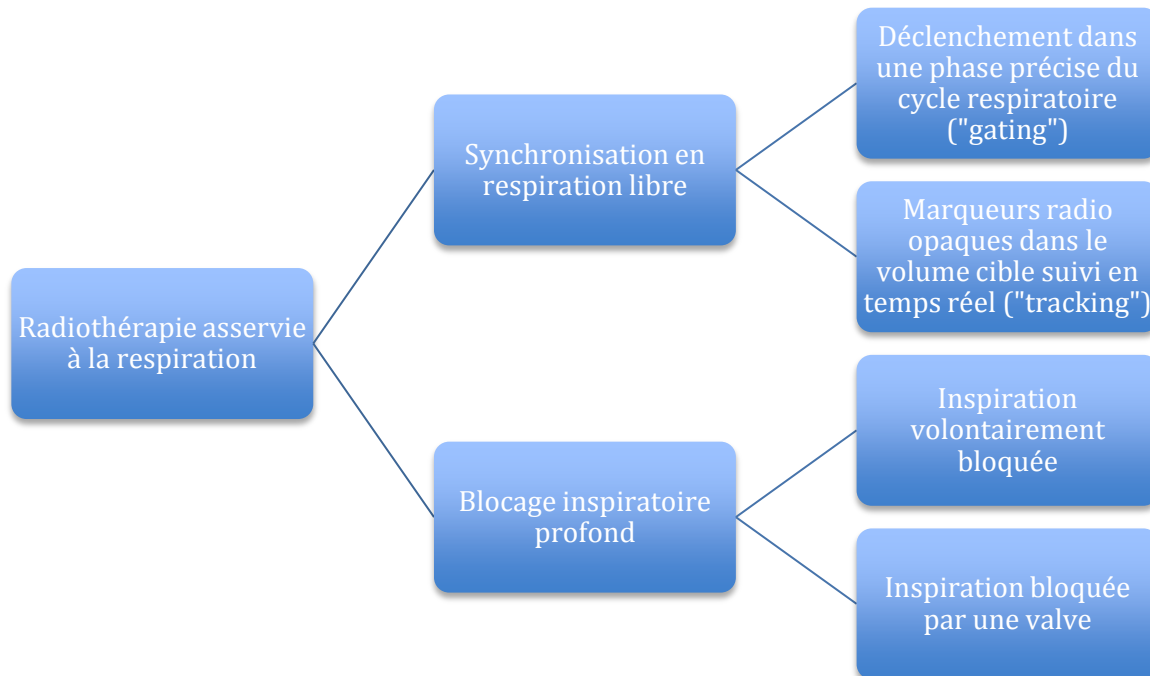 Radiothérapie asservie
à la respiration
Synchronisation en
respiration libre
Déclenchement dans
une phase précise du
cycle respiratoire
("gating")
Marqueurs radio
opaques dans le
volume cible suivi en
temps réel ("tracking")
Blocage inspiratoire
profond
Inspiration
volontairement
bloquée
Inspiration bloquée
par une valve